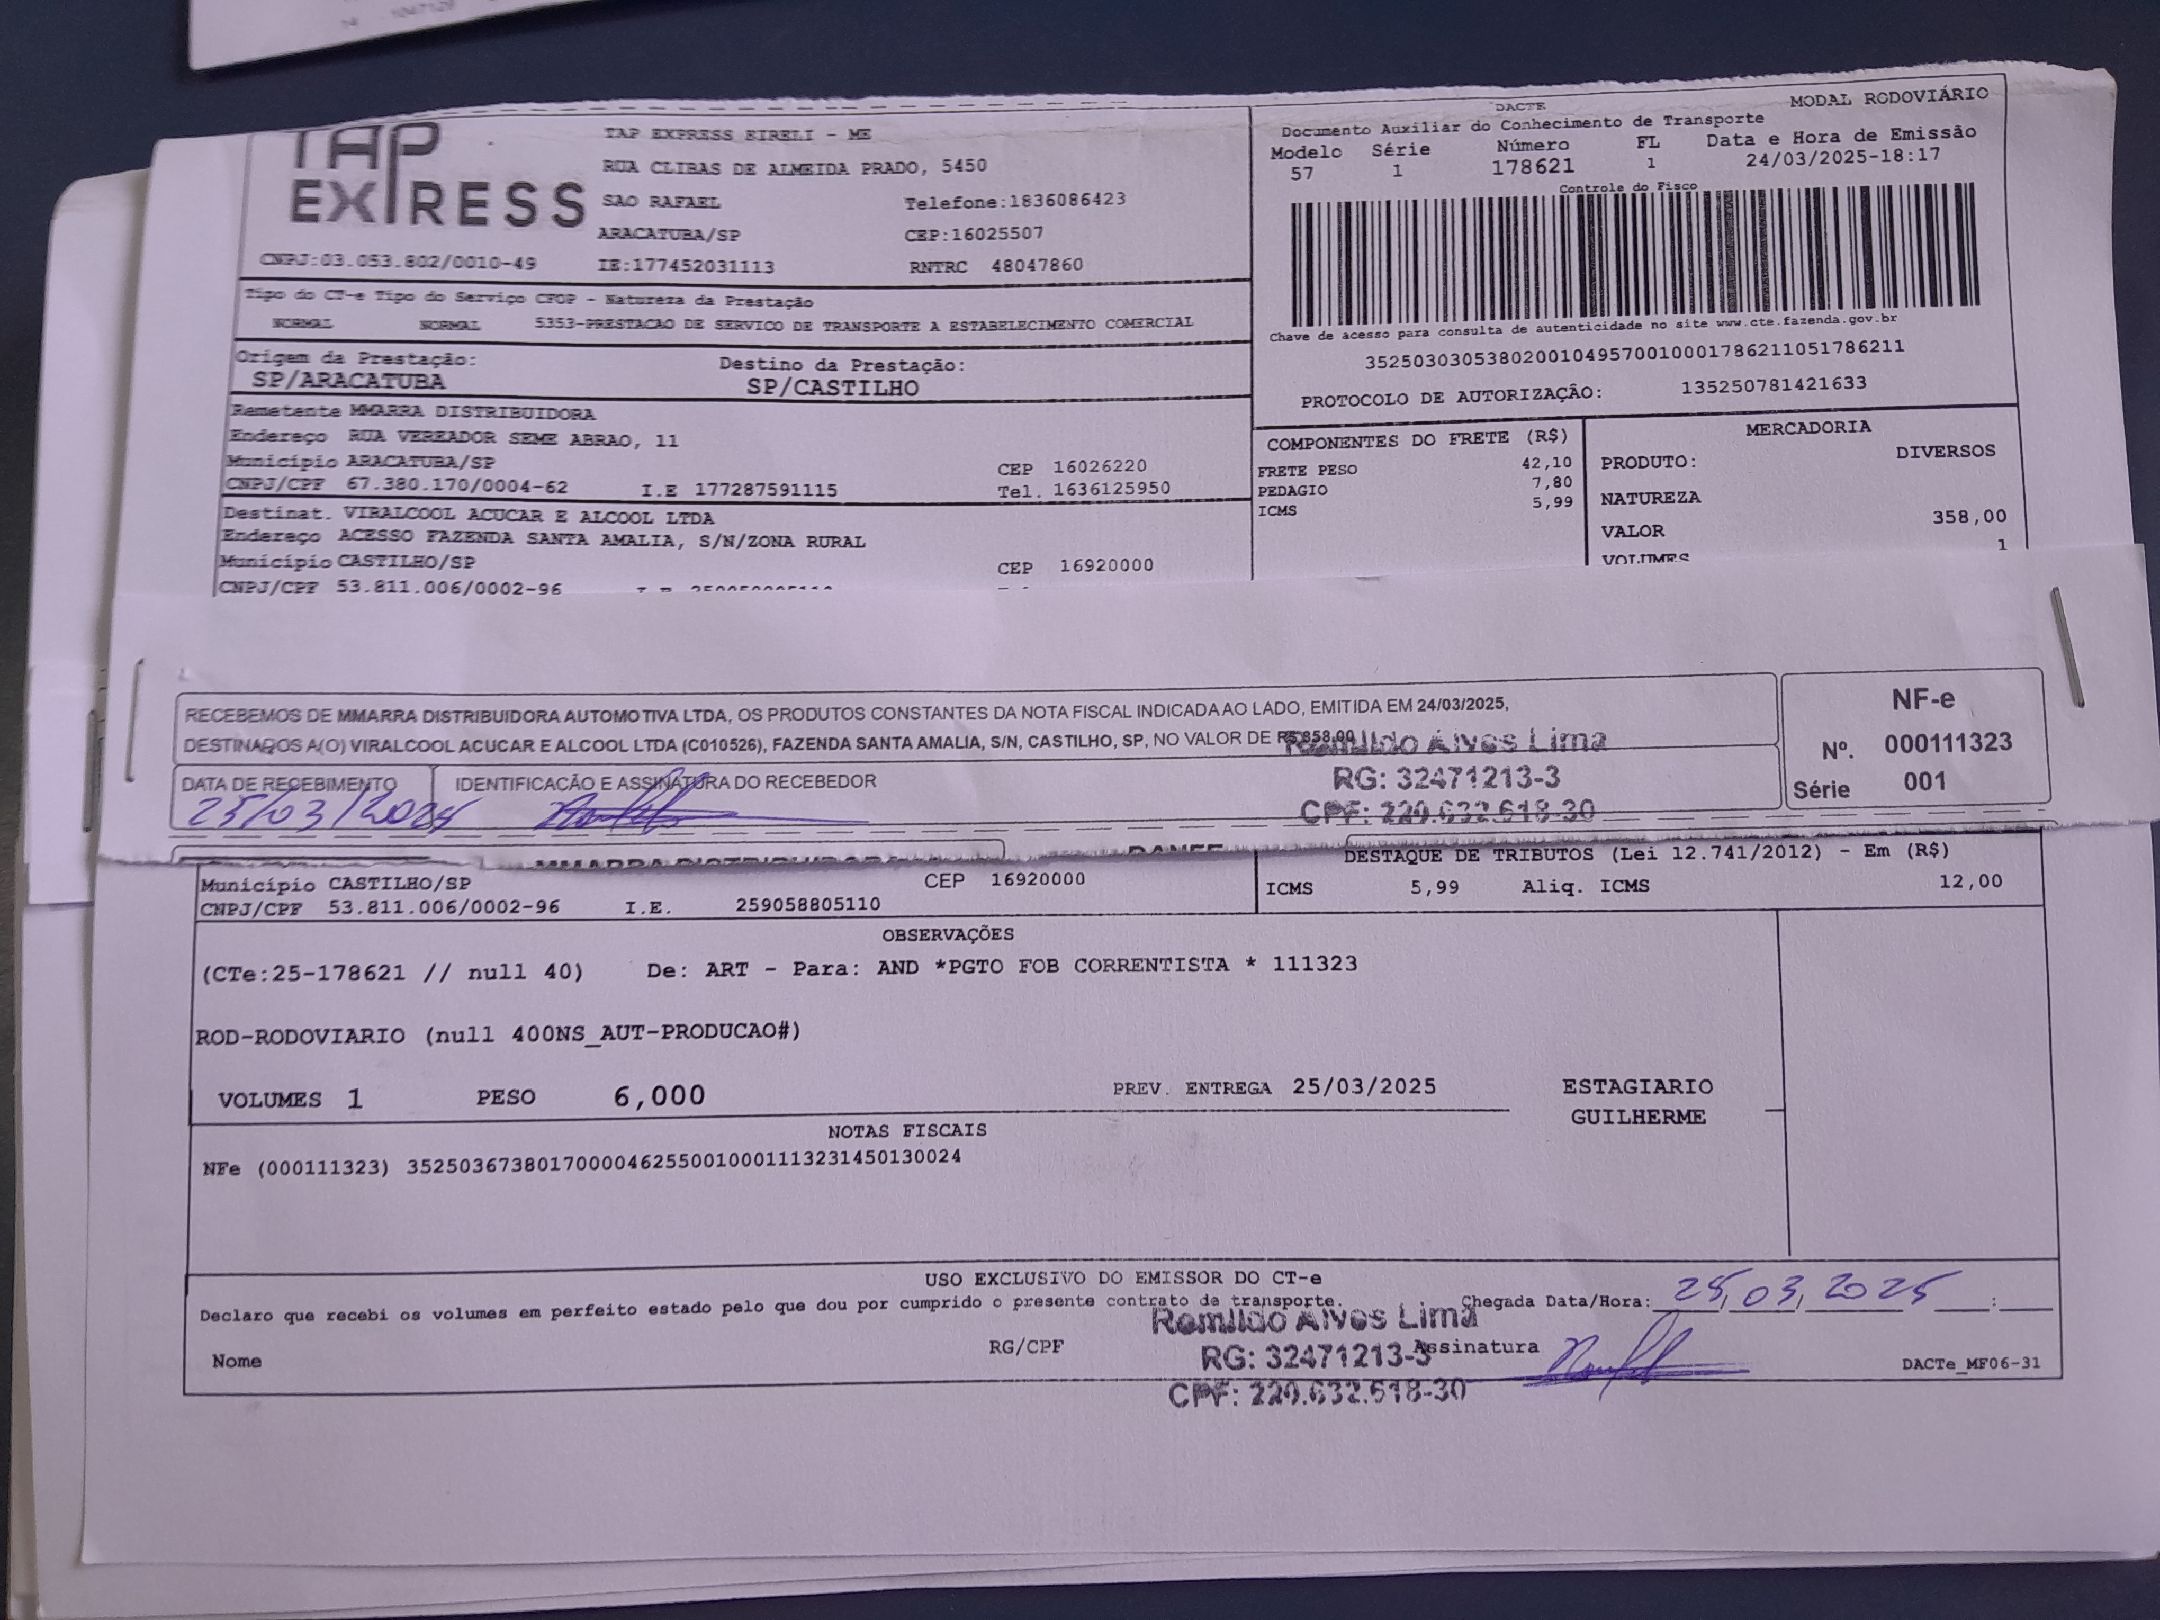 TAP
EXPRESS
CNPJ:03.053.802/0010-49
TAP EXPRESS EIRELI - ME
RUA CLIBAS DE ALMEIDA PRADO, 5450
SAO RAFAEL Telefone:1836086423
ARACATUBA/SP CEP:16025507
IE:177452031113 RNTRC 48047860
DACTE MODAL RODOVIÁRIO
Documento Auxiliar do Conhecimento de Transporte
Modelo Série Número FL Data e Hora de Emissão
57 1 178621 1 24/03/2025-18:17
Controle do Fisco
Chave de acesso para consulta de autenticidade no site www.cte.fazenda.gov.br
35250303053802001049570010001786211051786211
PROTOCOLO DE AUTORIZAÇÃO: 135250781421633
Tipo do CT-e Tipo do Serviço CFOP - Natureza da Prestação
NORMAL NORMAL 5353-PRESTACAO DE SERVICO DE TRANSPORTE A ESTABELECIMENTO COMERCIAL
Origem da Prestação: Destino da Prestação:
SP/ARACATUBA SP/CASTILHO
Remetente MMARRA DISTRIBUIDORA
Endereço RUA VEREADOR SEME ABRAO, 11
Município ARACATUBA/SP CEP 16026220
CNPJ/CPF 67.380.170/0004-62 I.E 177287591115 Tel. 1636125950
Destinat. VIRALCOOL ACUCAR E ALCOOL LTDA
Endereço ACESSO FAZENDA SANTA AMALIA, S/N/ZONA RURAL
Município CASTILHO/SP CEP 16920000
CNPJ/CPF 53.811.006/0002-96
COMPONENTES DO FRETE (R$)
FRETE PESO 42,10
PEDAGIO 7,80
ICMS 5,99
MERCADORIA
PRODUTO: DIVERSOS
NATUREZA
VALOR 358,00
VOLUMES 1
RECEBEMOS DE MMARRA DISTRIBUIDORA AUTOMOTIVA LTDA, OS PRODUTOS CONSTANTES DA NOTA FISCAL INDICADA AO LADO, EMITIDA EM 24/03/2025,
DESTINADOS A(O) VIRALCOOL ACUCAR E ALCOOL LTDA (C010526), FAZENDA SANTA AMALIA, S/N, CASTILHO, SP, NO VALOR DE
Romildo Alves Lima
RG: 32471213-3
CPF: 220.632.618-30
DATA DE RECEBIMENTO IDENTIFICAÇÃO E ASSINATURA DO RECEBEDOR
25/03/2025
NF-e
Nº. 000111323
Série 001
MMARRA DISTRIBUIDORA DANFE
Município CASTILHO/SP CEP 16920000
CNPJ/CPF 53.811.006/0002-96 I.E. 259058805110
DESTAQUE DE TRIBUTOS (Lei 12.741/2012) - Em (R$)
ICMS 5,99 Aliq. ICMS 12,00
OBSERVAÇÕES
(CTe:25-178621 // null 40) De: ART - Para: AND *PGTO FOB CORRENTISTA * 111323
ROD-RODOVIARIO (null 400NS_AUT-PRODUCAO#)
VOLUMES 1 PESO 6,000 PREV. ENTREGA 25/03/2025 ESTAGIARIO
GUILHERME
NOTAS FISCAIS
NFe (000111323) 35250367380170000462550010001113231450130024
USO EXCLUSIVO DO EMISSOR DO CT-e
Declaro que recebi os volumes em perfeito estado pelo que dou por cumprido o presente contrato de transporte. Chegada Data/Hora: 25,03,2025 :
Romildo Alves Lima
RG: 32471213-3
CPF: 220.632.618-30
Nome RG/CPF Assinatura DACTe_MF06-31